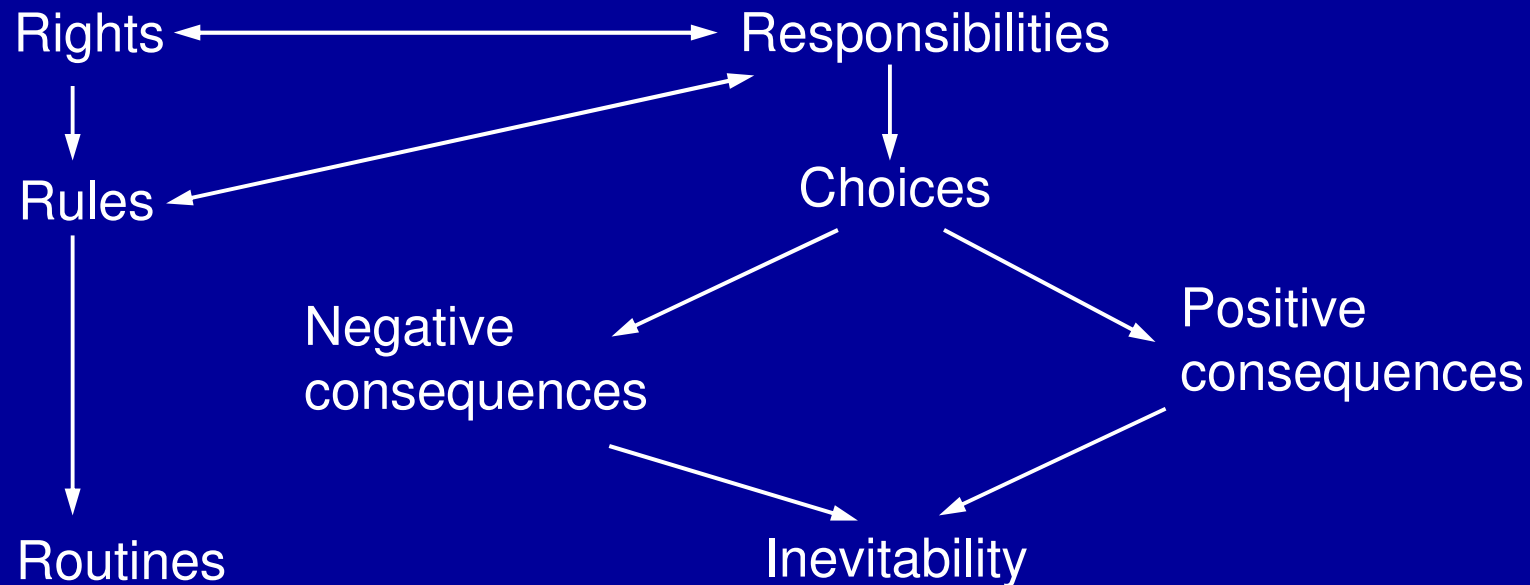 Rights
Responsibilities
Rules
Choices
Negative
consequences
Positive
consequences
Routines
Inevitability